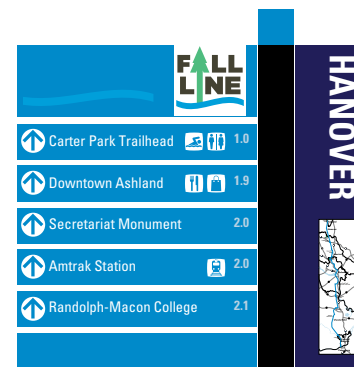 FALL
LINE
Carter Park Trailhead 1.0
Downtown Ashland 1.9
Secretariat Monument 2.0
Amtrak Station 2.0
Randolph-Macon College 2.1
HANOVER